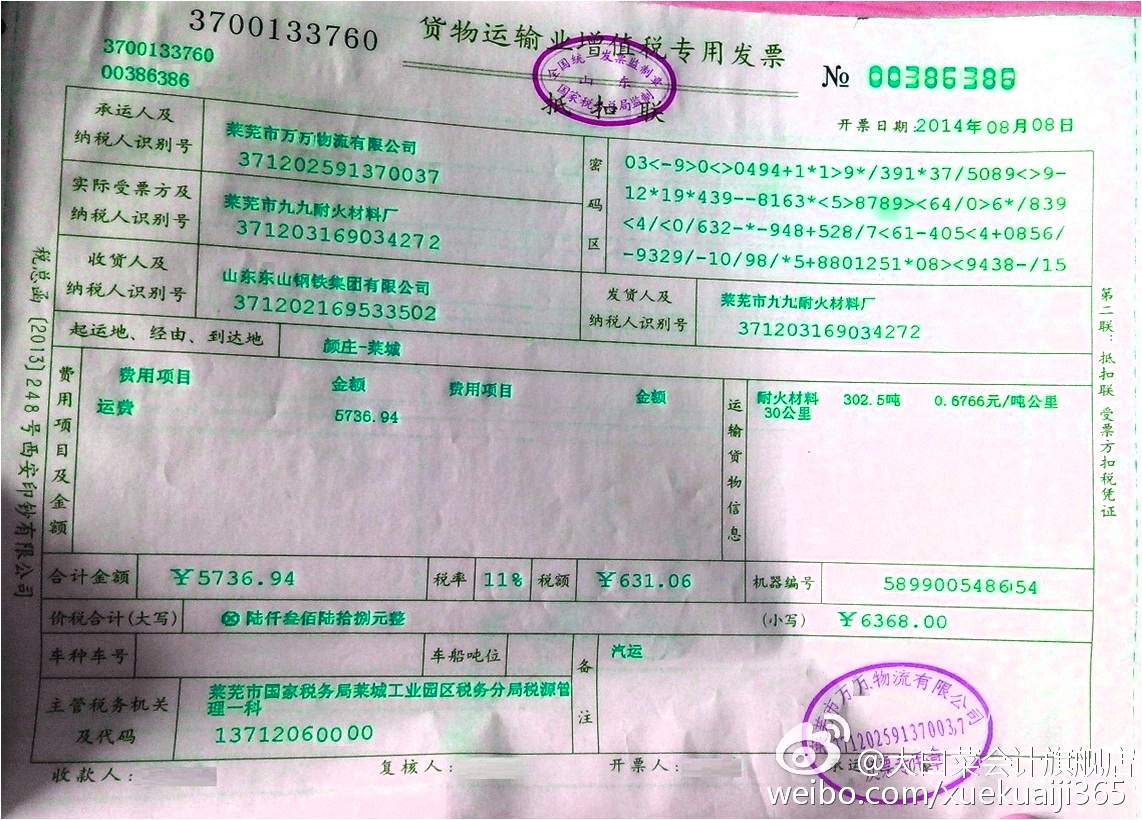 3700133760
货物运输业增值税专用发票
3700133760
00386386
全国统一发票监制章
山东
国家税务总局监制
抵扣联
№ 00386386
开票日期:2014年08月08日
承运人及
纳税人识别号
莱芜市万万物流有限公司
371202591370037
密码区
03<-9>0<>0494+1*1>9*/391*37/5089<>9-
12*19*439--8163*<5>8789><64/0>6*/839
<4/<0/632-*-948+528/7<61-405<4+0856/
-9329/-10/98/*5+8801251*08><9438-/15
实际受票方及
纳税人识别号
莱芜市九九耐火材料厂
371203169034272
收货人及
纳税人识别号
山东东山钢铁集团有限公司
371202169533502
发货人及
纳税人识别号
莱芜市九九耐火材料厂
371203169034272
起运地、经由、到达地
颜庄-莱城
费用项目及金额
费用项目 金额 费用项目 金额
运费 5736.94
运输货物信息
耐火材料 302.5吨 0.6766元/吨公里
30公里
合计金额 ¥5736.94 税率 11% 税额 ¥631.06 机器编号 589900548654
价税合计(大写) ⊗陆仟叁佰陆拾捌元整 (小写) ¥6368.00
车种车号 车船吨位
备注
汽运
主管税务机关
及代码
莱芜市国家税务局莱城工业园区税务分局税源管
理一科
13712060000
收款人: 复核人: 开票人:
莱芜市万万物流有限公司
371202591370037
发票专用章
税总函[2013]248号西安印钞有限公司
第二联:抵扣联 受票方扣税凭证
@大白菜会计旗舰店
weibo.com/xuekuaiji365